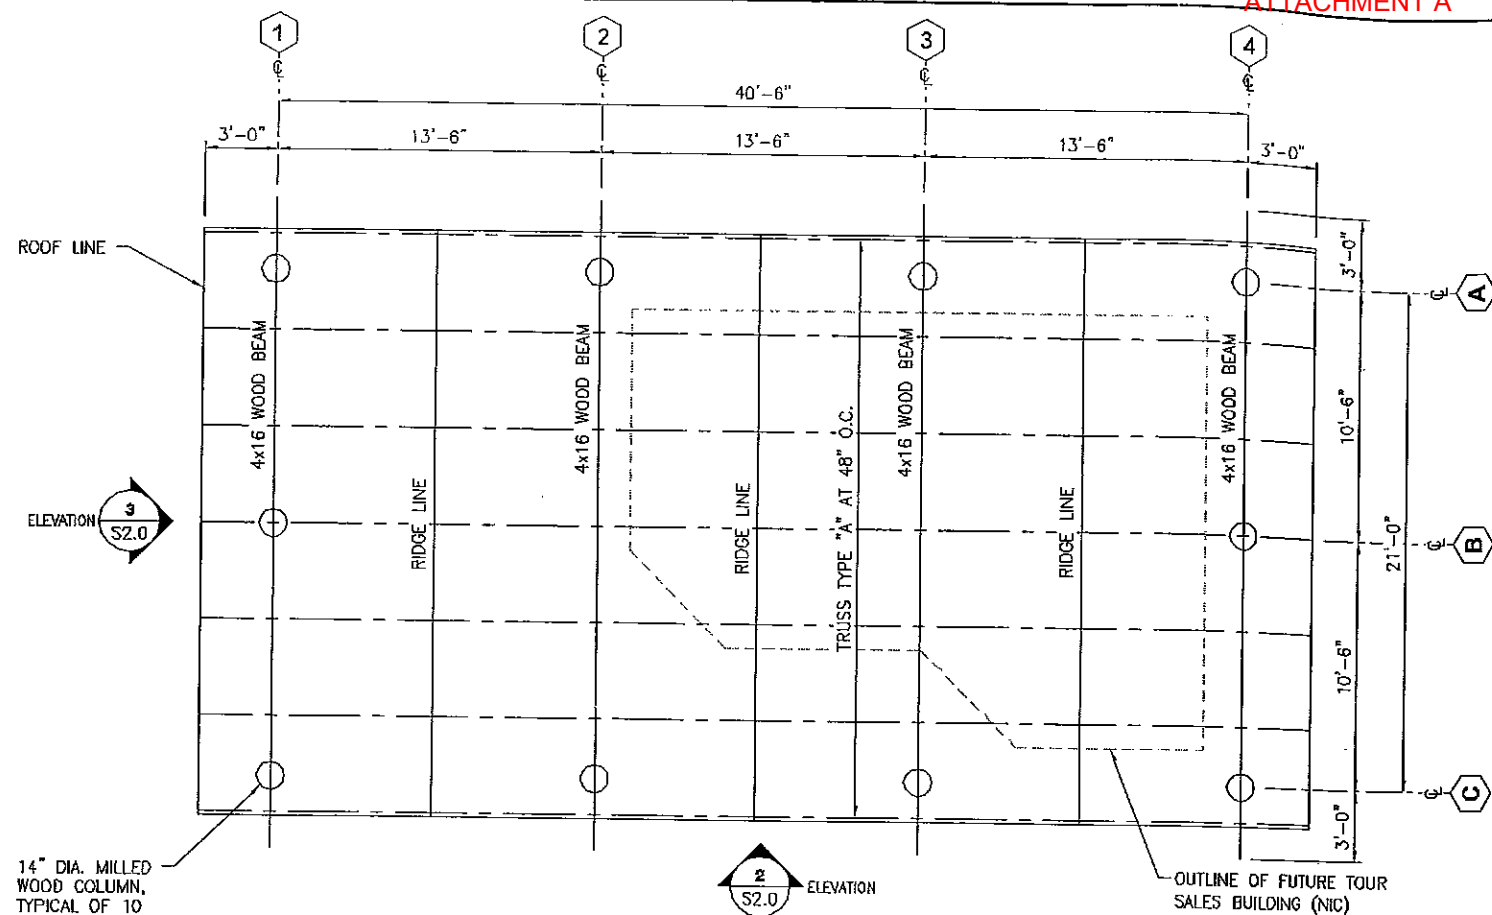 ATTACHMENT A
1
2
3
4
℄
℄
℄
℄
40'-6"
3'-0"
13'-6"
13'-6"
13'-6"
3'-0"
ROOF LINE
3'-0"
℄ A
4x16 WOOD BEAM
4x16 WOOD BEAM
4x16 WOOD BEAM
4x16 WOOD BEAM
10'-6"
RIDGE LINE
RIDGE LINE
TRUSS TYPE "A" AT 48" O.C.
RIDGE LINE
21'-0"
ELEVATION
3
S2.0
℄ B
10'-6"
℄ C
3'-0"
14" DIA. MILLED
WOOD COLUMN,
TYPICAL OF 10
2
S2.0
ELEVATION
OUTLINE OF FUTURE TOUR
SALES BUILDING (NIC)